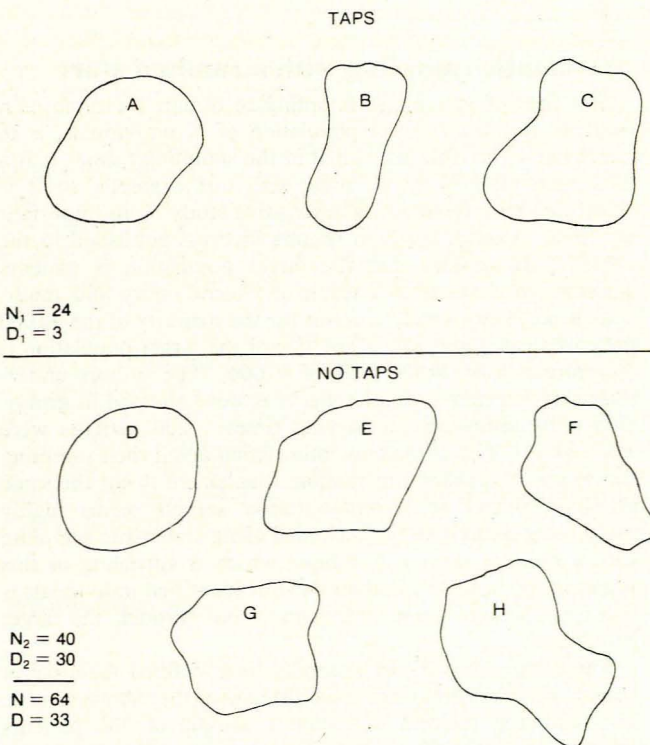 TAPS
A
B
C
N₁ = 24
D₁ = 3
NO TAPS
D
E
F
G
H
N₂ = 40
D₂ = 30
N = 64
D = 33